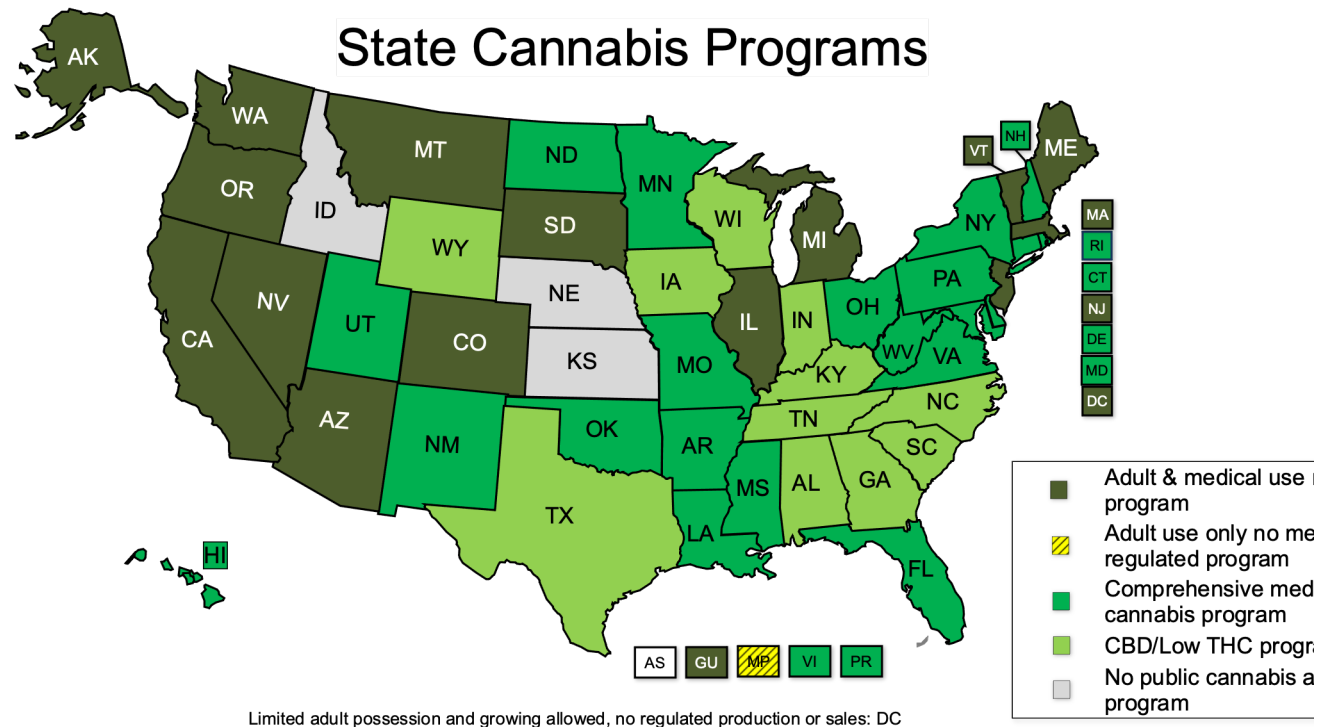 State Cannabis Programs
AK
WA
MT
ND
MN
OR
ID
WY
SD
WI
MI
NY
VT
NH
ME
MA
RI
CT
NJ
DE
MD
DC
CA
NV
UT
CO
NE
KS
IA
IL
IN
OH
PA
WV
VA
MO
KY
AZ
NM
OK
AR
TN
NC
SC
TX
LA
MS
AL
GA
FL
HI
AS
GU
MP
VI
PR
Adult & medical use
program
Adult use only no me
regulated program
Comprehensive med
cannabis program
CBD/Low THC progr
No public cannabis a
program
Limited adult possession and growing allowed, no regulated production or sales: DC